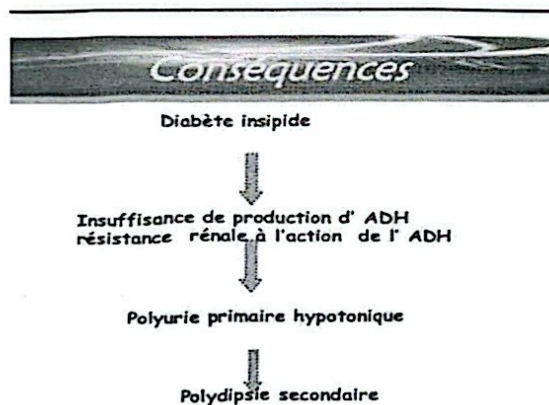 Conséquences
Diabète insipide
Insuffisance de production d' ADH
résistance rénale à l'action de l' ADH
Polyurie primaire hypotonique
Polydipsie secondaire